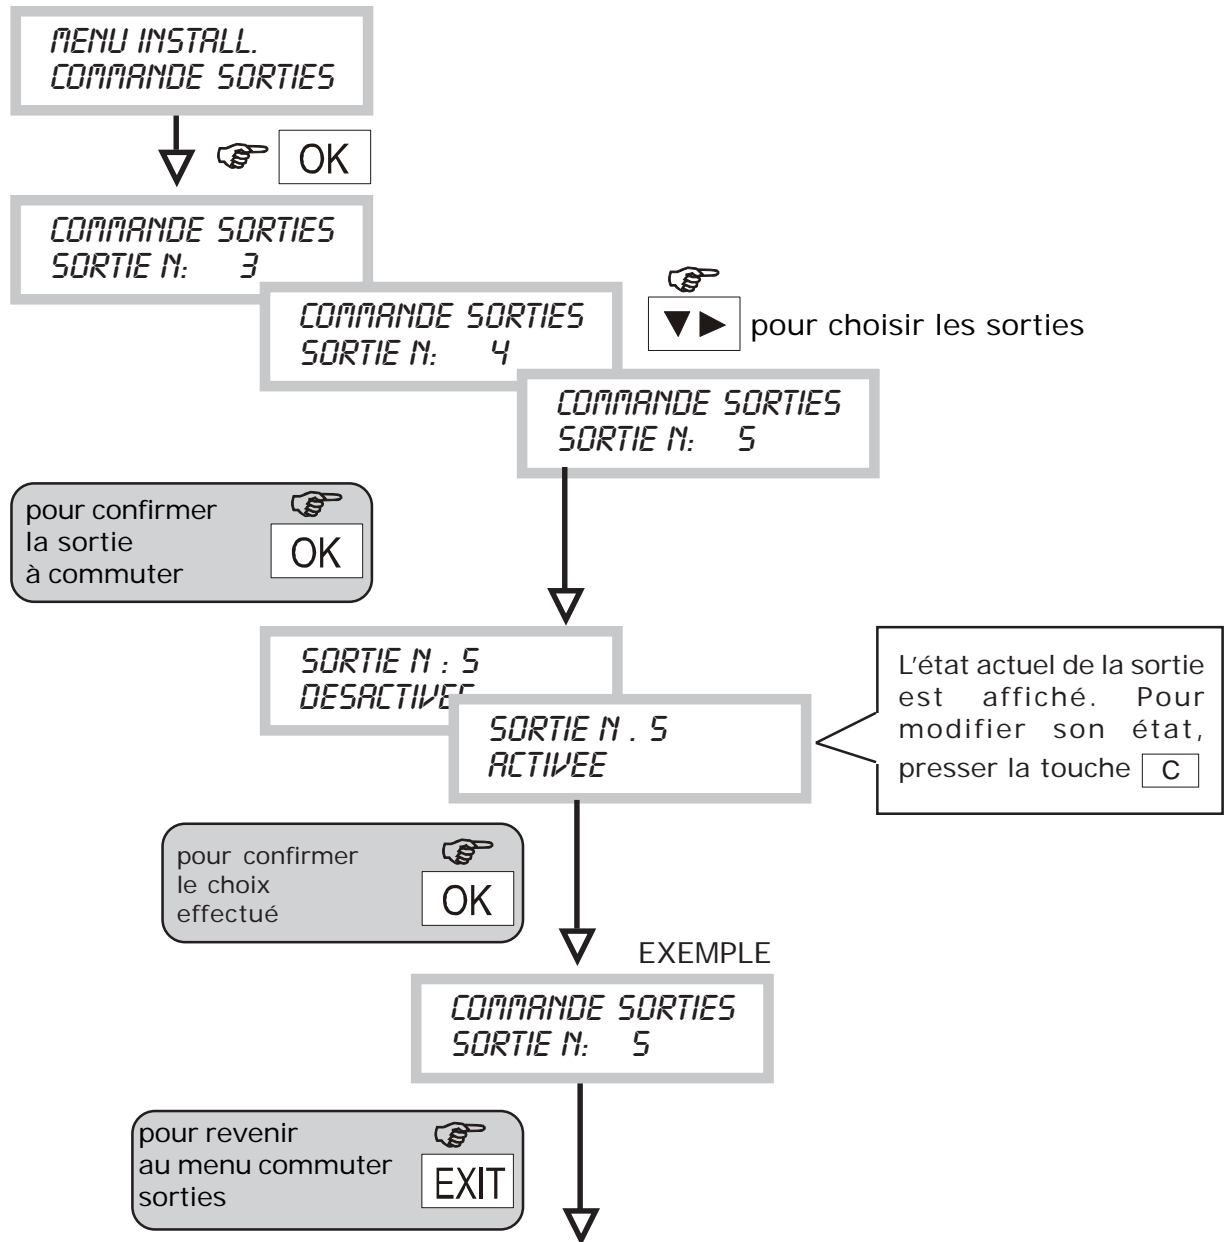 MENU INSTALL.
COMMANDE SORTIES
OK
COMMANDE SORTIES
SORTIE N: 3
COMMANDE SORTIES
SORTIE N: 4
▼▶ pour choisir les sorties
COMMANDE SORTIES
SORTIE N: 5
pour confirmer
la sortie
à commuter
OK
SORTIE N : 5
DESACTIVEE
SORTIE N . 5
ACTIVEE
L'état actuel de la sortie
est affiché. Pour
modifier son état,
presser la touche C
pour confirmer
le choix
effectué
OK
EXEMPLE
COMMANDE SORTIES
SORTIE N: 5
pour revenir
au menu commuter
sorties
EXIT